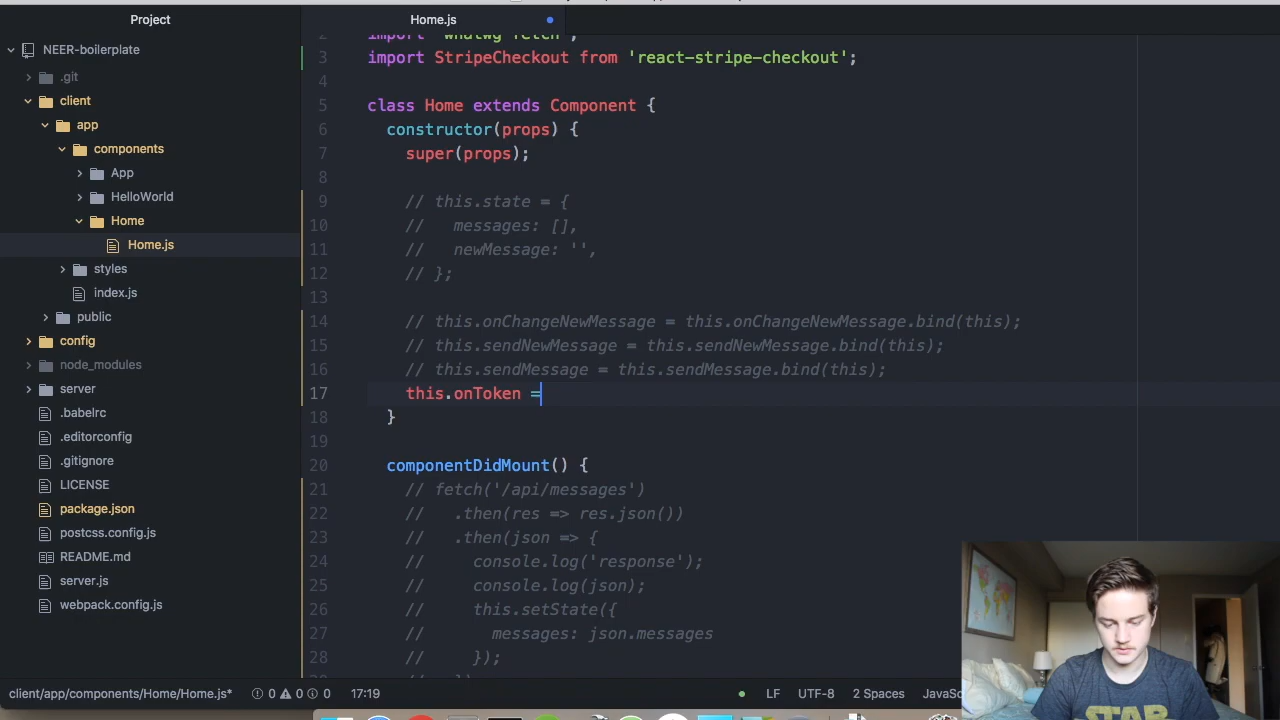 Project
Home.js
NEER-boilerplate
.git
client
app
components
App
HelloWorld
Home
Home.js
styles
index.js
public
config
node_modules
server
.babelrc
.editorconfig
.gitignore
LICENSE
package.json
postcss.config.js
README.md
server.js
webpack.config.js
2 import 'whatwg-fetch';
3 import StripeCheckout from 'react-stripe-checkout';
4
5 class Home extends Component {
6 constructor(props) {
7 super(props);
8
9 // this.state = {
10 // messages: [],
11 // newMessage: '',
12 // };
13
14 // this.onChangeNewMessage = this.onChangeNewMessage.bind(this);
15 // this.sendNewMessage = this.sendNewMessage.bind(this);
16 // this.sendMessage = this.sendMessage.bind(this);
17 this.onToken =
18 }
19
20 componentDidMount() {
21 // fetch('/api/messages')
22 // .then(res => res.json())
23 // .then(json => {
24 // console.log('response');
25 // console.log(json);
26 // this.setState({
27 // messages: json.messages
28 // });
client/app/components/Home/Home.js* 0 0 0 17:19 LF UTF-8 2 Spaces
STAR